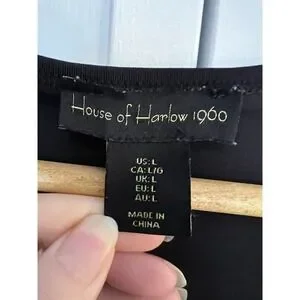 House of Harlow 1960
US: L
CA: L/G
UK: L
EU: L
AU: L
MADE IN
CHINA